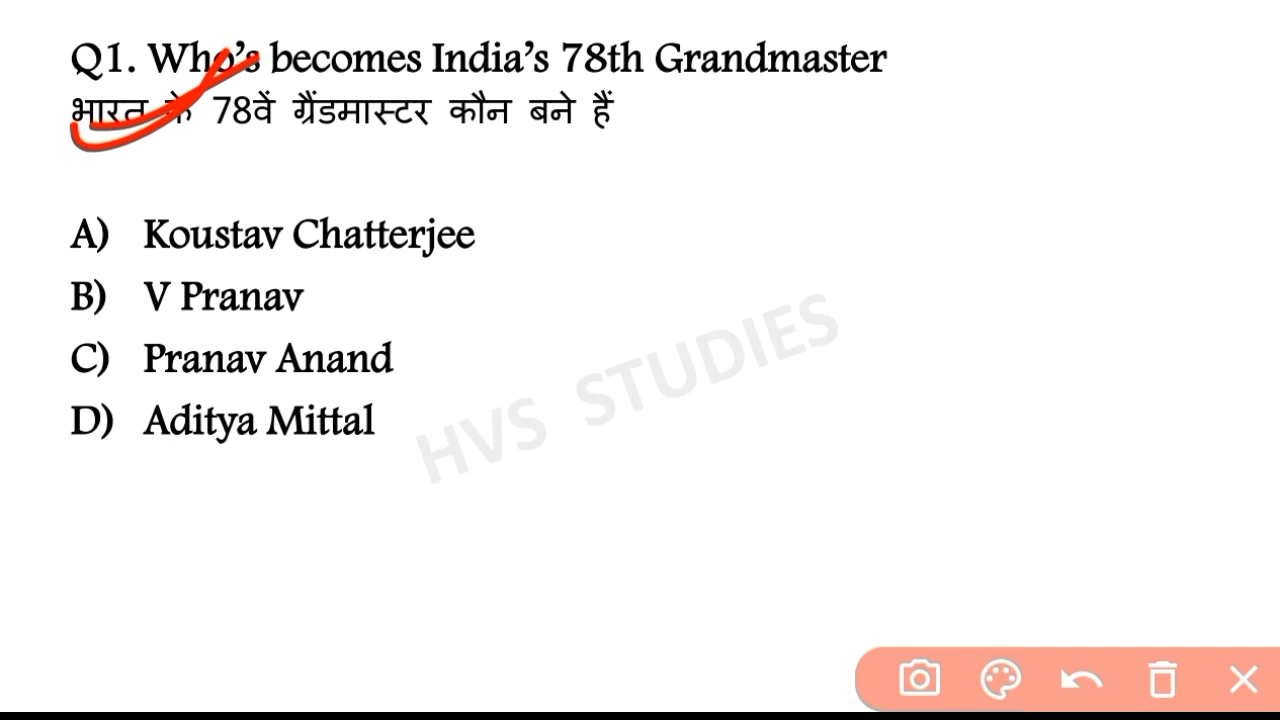 Q1. Who’s becomes India’s 78th Grandmaster
भारत के 78वें ग्रैंडमास्टर कौन बने हैं
A) Koustav Chatterjee
B) V Pranav
C) Pranav Anand
D) Aditya Mittal
HVS STUDIES